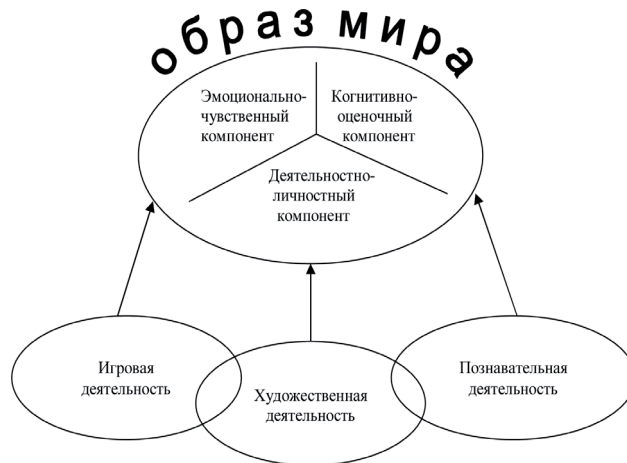 образ мира
Эмоционально-
чувственный
компонент
Когнитивно-
оценочный
компонент
Деятельностно-
личностный
компонент
Игровая
деятельность
Художественная
деятельность
Познавательная
деятельность